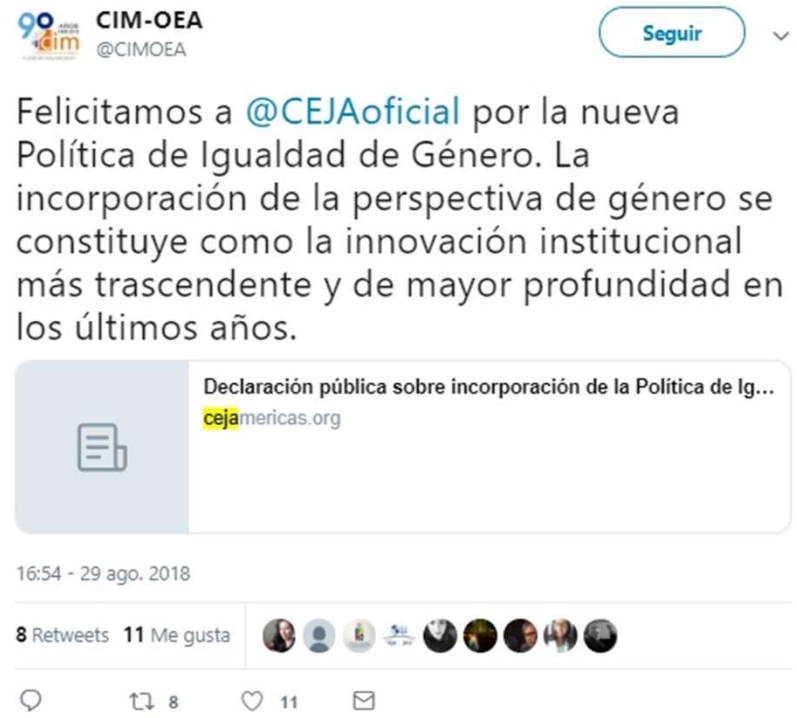 90 AÑOS
cim
CIM-OEA
@CIMOEA
Seguir
Felicitamos a @CEJAoficial por la nueva
Política de Igualdad de Género. La
incorporación de la perspectiva de género se
constituye como la innovación institucional
más trascendente y de mayor profundidad en
los últimos años.
Declaración pública sobre incorporación de la Política de Ig...
cejamericas.org
16:54 - 29 ago. 2018
8 Retweets 11 Me gusta
8 11